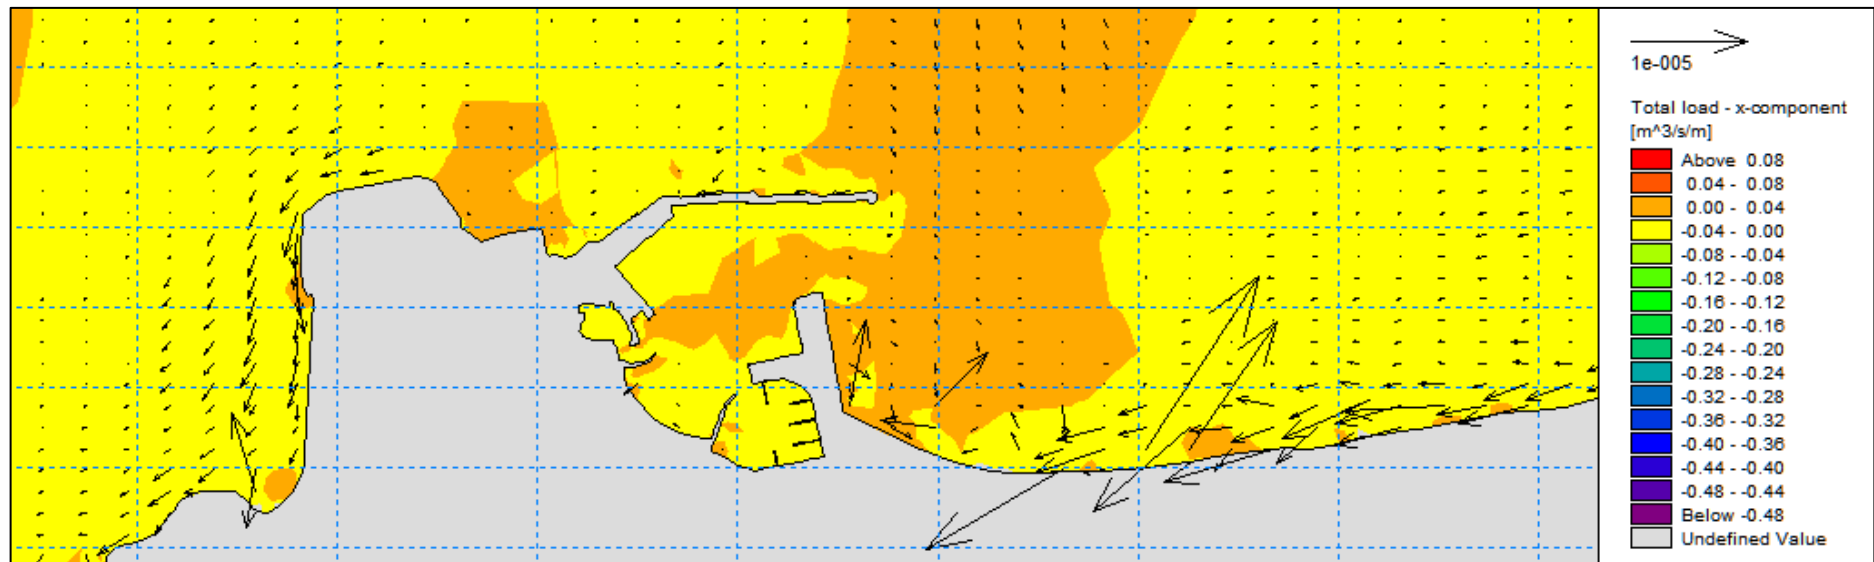 1e-005
Total load - x-component
[m^3/s/m]
Above 0.08
0.04 - 0.08
0.00 - 0.04
-0.04 - 0.00
-0.08 - -0.04
-0.12 - -0.08
-0.16 - -0.12
-0.20 - -0.16
-0.24 - -0.20
-0.28 - -0.24
-0.32 - -0.28
-0.36 - -0.32
-0.40 - -0.36
-0.44 - -0.40
-0.48 - -0.44
Below -0.48
Undefined Value